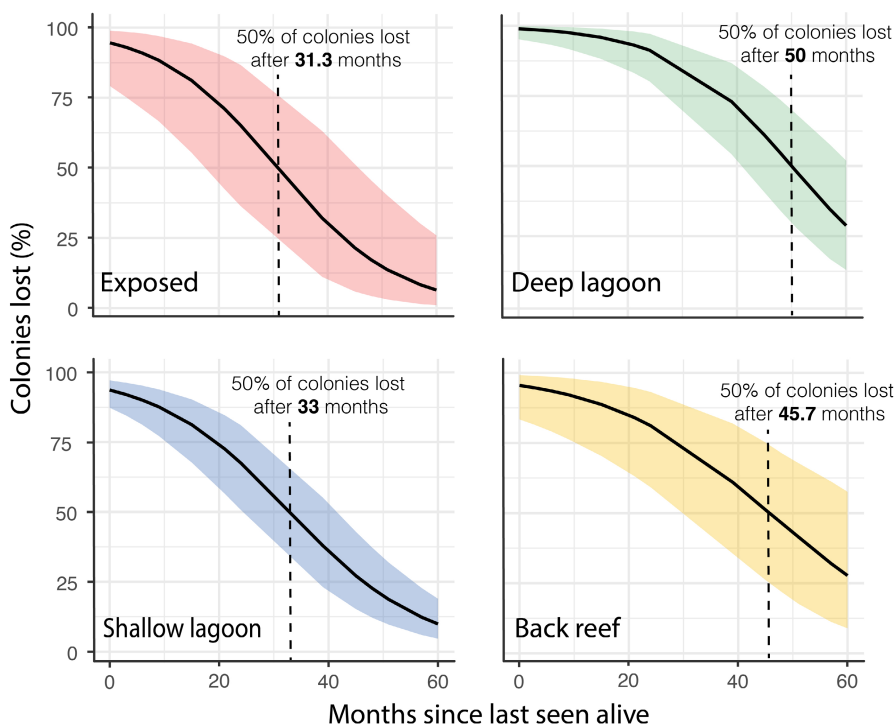 50% of colonies lost
after 31.3 months
100
75
50
25
0
Exposed
50% of colonies lost
after 50 months
Deep lagoon
Colonies lost (%)
50% of colonies lost
after 33 months
100
75
50
25
0
Shallow lagoon
0 20 40 60
50% of colonies lost
after 45.7 months
Back reef
0 20 40 60
Months since last seen alive